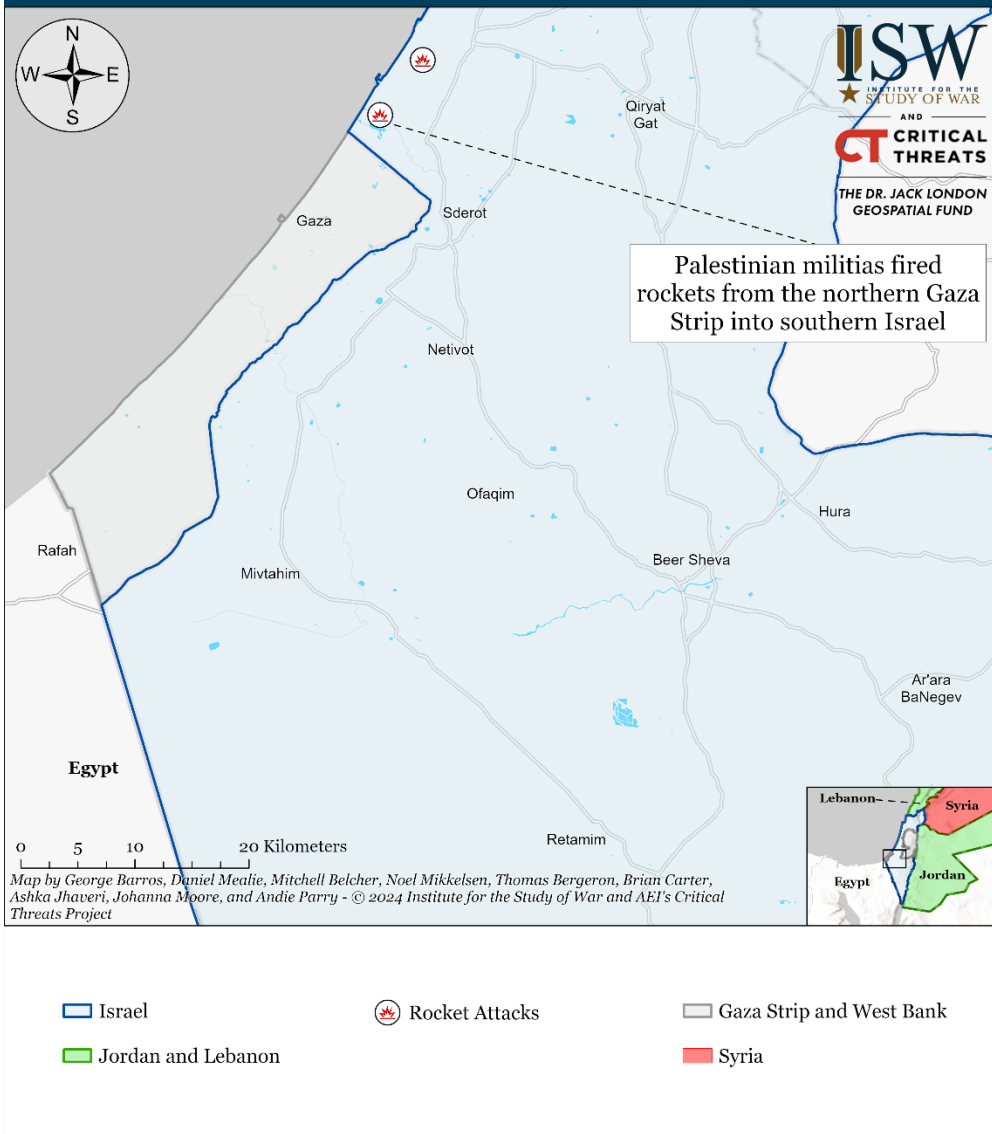 N
W
E
S
ISW
INSTITUTE FOR THE
STUDY OF WAR
AND
CT CRITICAL
THREATS
THE DR. JACK LONDON
GEOSPATIAL FUND
Qiryat
Gat
Gaza
Sderot
Palestinian militias fired
rockets from the northern Gaza
Strip into southern Israel
Netivot
Ofaqim
Hura
Rafah
Beer Sheva
Mivtahim
Ar'ara
BaNegev
Egypt
Retamim
Lebanon
Syria
Egypt
Jordan
0 5 10 20 Kilometers
Map by George Barros, Daniel Mealie, Mitchell Belcher, Noel Mikkelsen, Thomas Bergeron, Brian Carter,
Ashka Jhaveri, Johanna Moore, and Andie Parry - © 2024 Institute for the Study of War and AEI's Critical
Threats Project
Israel
Rocket Attacks
Gaza Strip and West Bank
Jordan and Lebanon
Syria